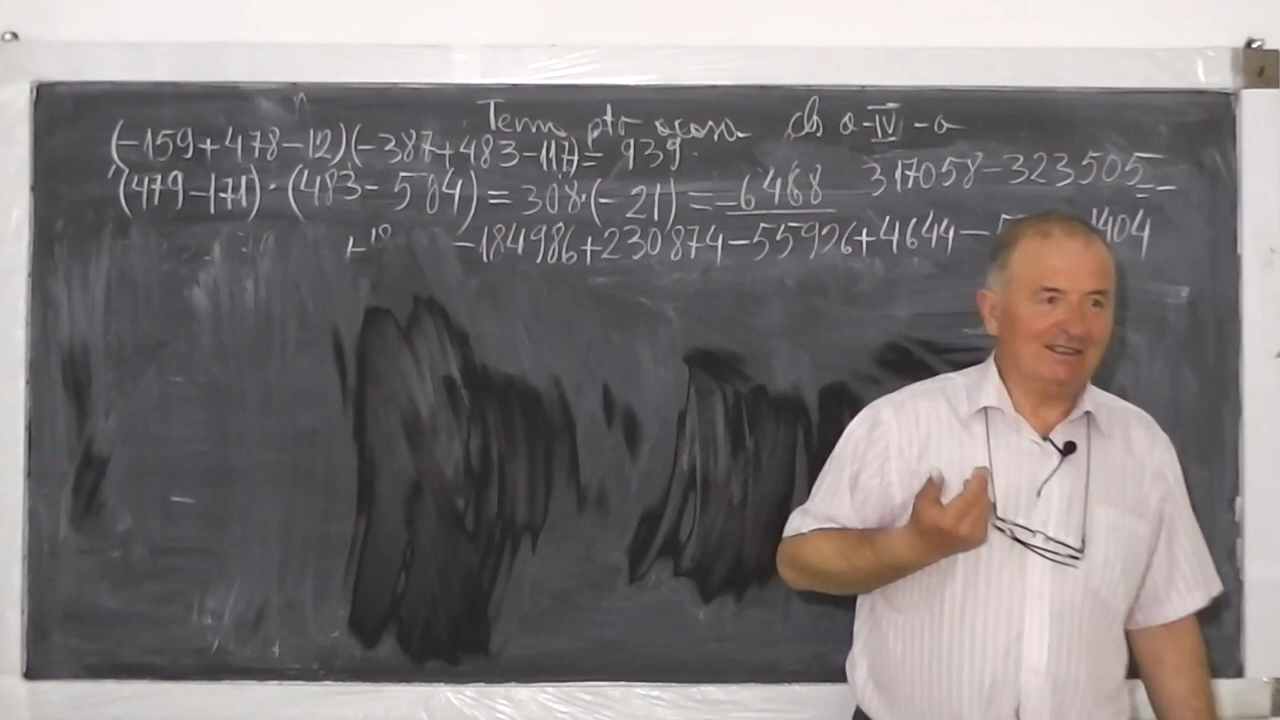 Tema ptr acasa cls a-IV-a
(-159+478-12)(-387+483-117)= 939
(479-171)·(483-504)=308·(-21)=-6468 317058-323505=-
-184986+230874-55926+4644- 1404